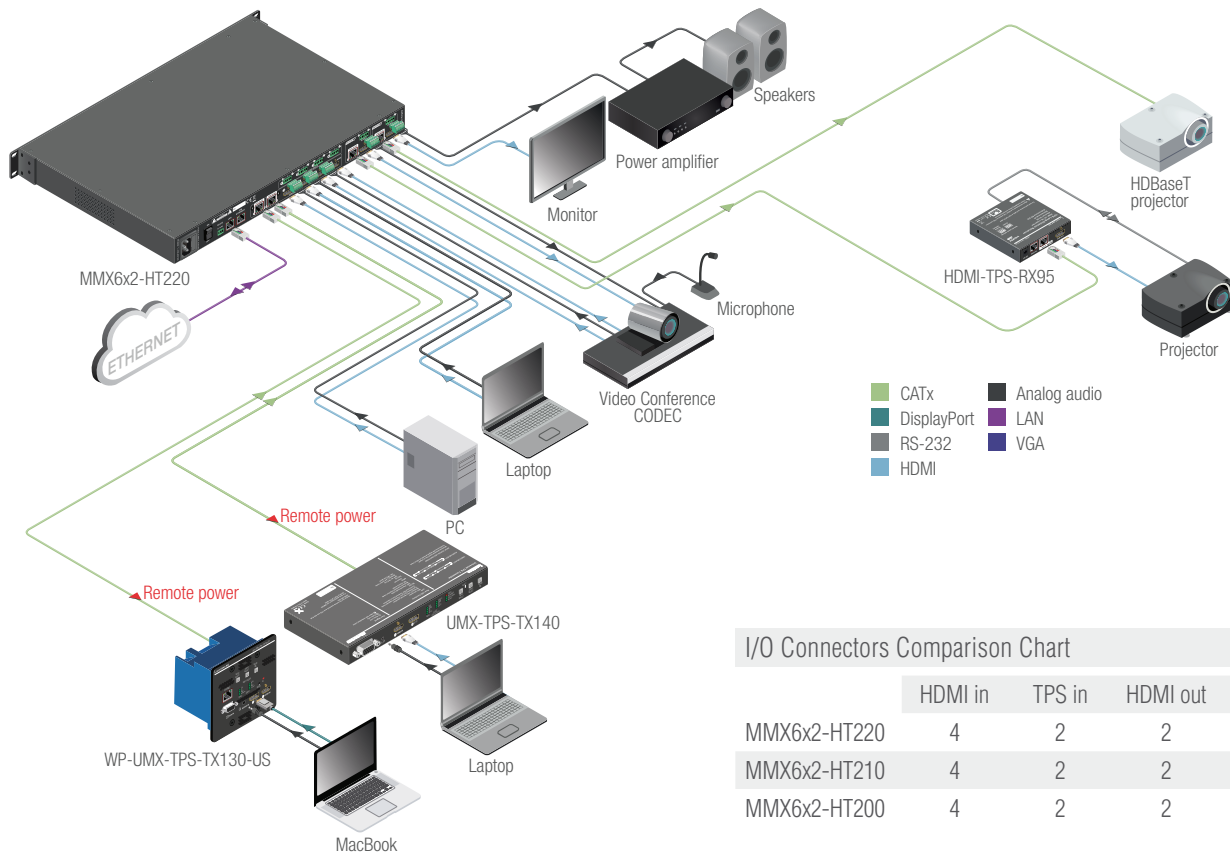 Speakers
Power amplifier
Monitor
HDBaseT
projector
HDMI-TPS-RX95
Projector
MMX6x2-HT220
ETHERNET
Microphone
Video Conference
CODEC
Laptop
PC
CATx
DisplayPort
RS-232
HDMI
Analog audio
LAN
VGA
Remote power
Remote power
UMX-TPS-TX140
WP-UMX-TPS-TX130-US
Laptop
MacBook
I/O Connectors Comparison Chart
HDMI in TPS in HDMI out
MMX6x2-HT220 4 2 2
MMX6x2-HT210 4 2 2
MMX6x2-HT200 4 2 2